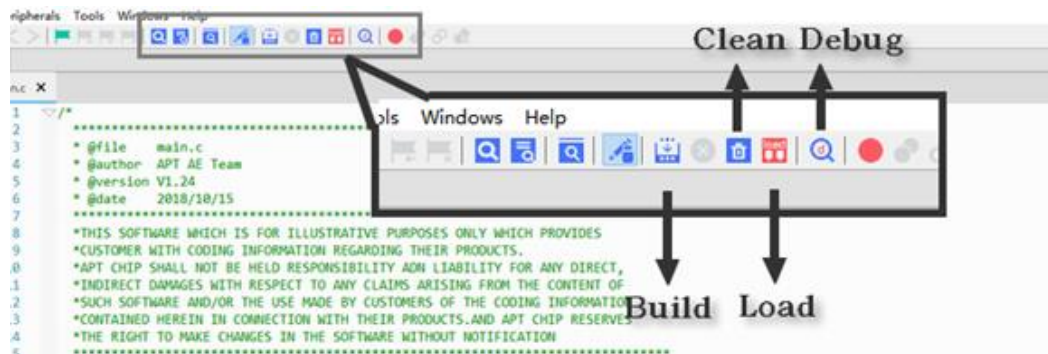 ripherals Tools Windows Help
Clean Debug
n.c X
ols Windows Help
load
d
1 /*
2 **********************************
3 * @file main.c
4 * @author APT AE Team
5 * @version V1.24
6 * @date 2018/10/15
7 **********************************
8 *THIS SOFTWARE WHICH IS FOR ILLUSTRATIVE PURPOSES ONLY WHICH PROVIDES
9 *CUSTOMER WITH CODING INFORMATION REGARDING THEIR PRODUCTS.
0 *APT CHIP SHALL NOT BE HELD RESPONSIBILITY ADN LIABILITY FOR ANY DIRECT,
1 *INDIRECT DAMAGES WITH RESPECT TO ANY CLAIMS ARISING FROM THE CONTENT OF
2 *SUCH SOFTWARE AND/OR THE USE MADE BY CUSTOMERS OF THE CODING INFORMATION
3 *CONTAINED HEREIN IN CONNECTION WITH THEIR PRODUCTS.AND APT CHIP RESERVES
4 *THE RIGHT TO MAKE CHANGES IN THE SOFTWARE WITHOUT NOTIFICATION
5 ******************************************************************************
Build Load